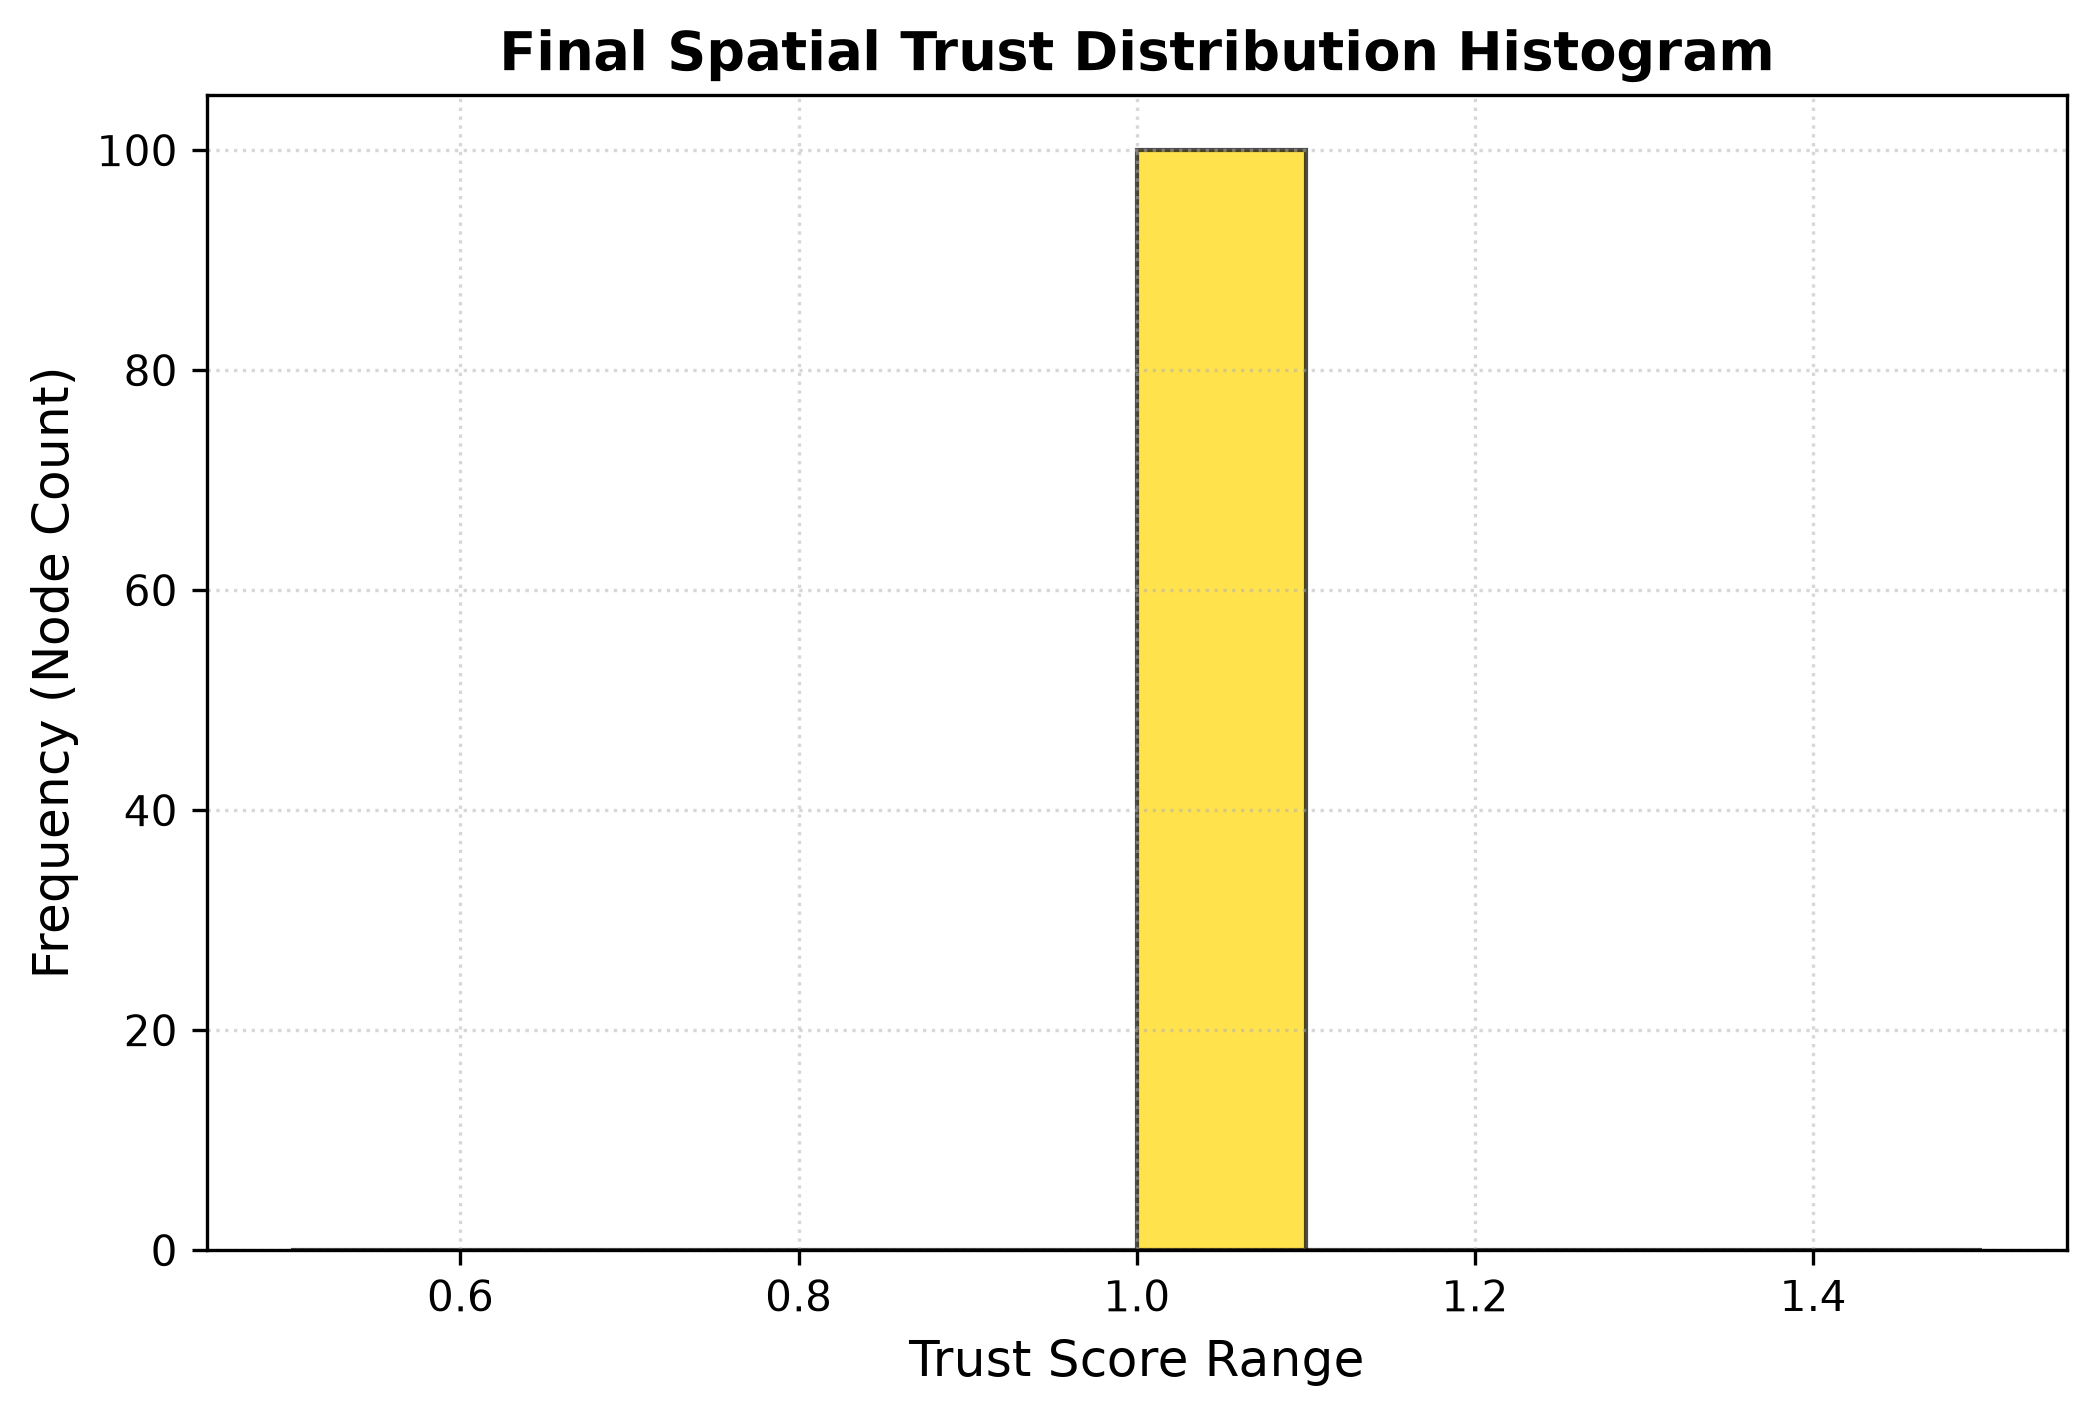 Final Spatial Trust Distribution Histogram
Frequency (Node Count)
100
80
60
40
20
0
0.6 0.8 1.0 1.2 1.4
Trust Score Range